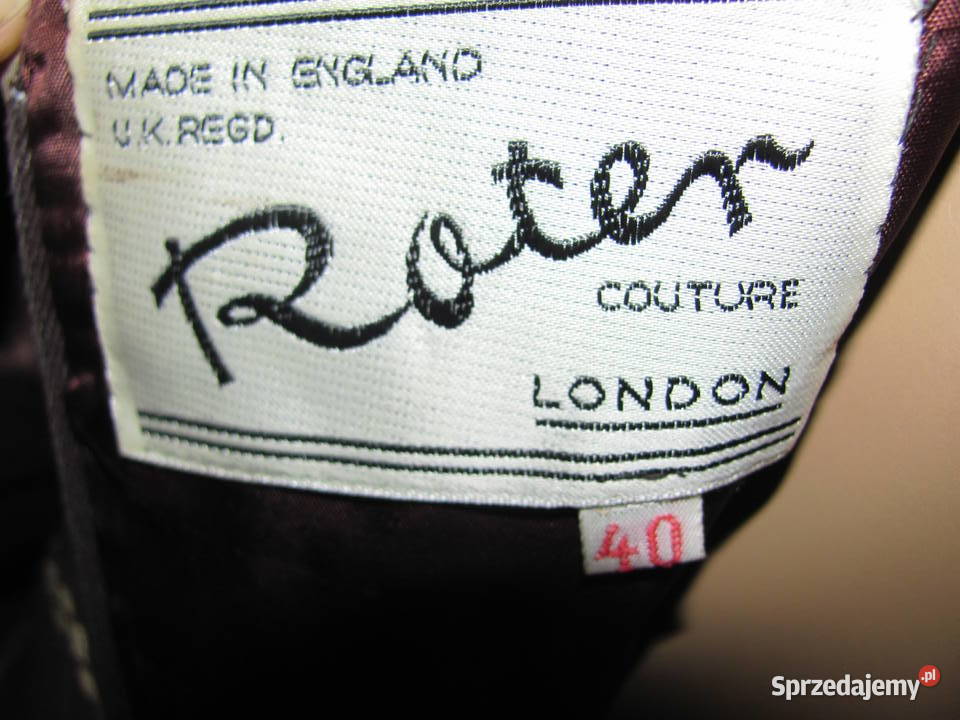 MADE IN ENGLAND
U.K. REGD.
Roter
COUTURE
LONDON
40
Sprzedajemy.pl